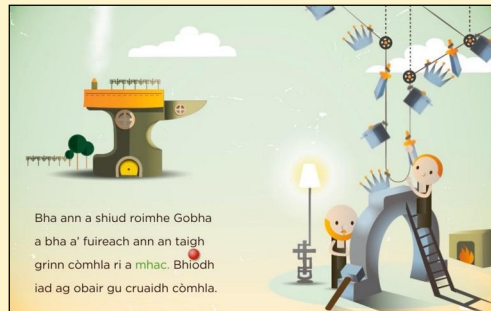 Bha ann a shiud roimhe Gobha
a bha a' fuireach ann an taigh
grinn còmhla ri a mhac. Bhiodh
iad ag obair gu cruaidh còmhla.